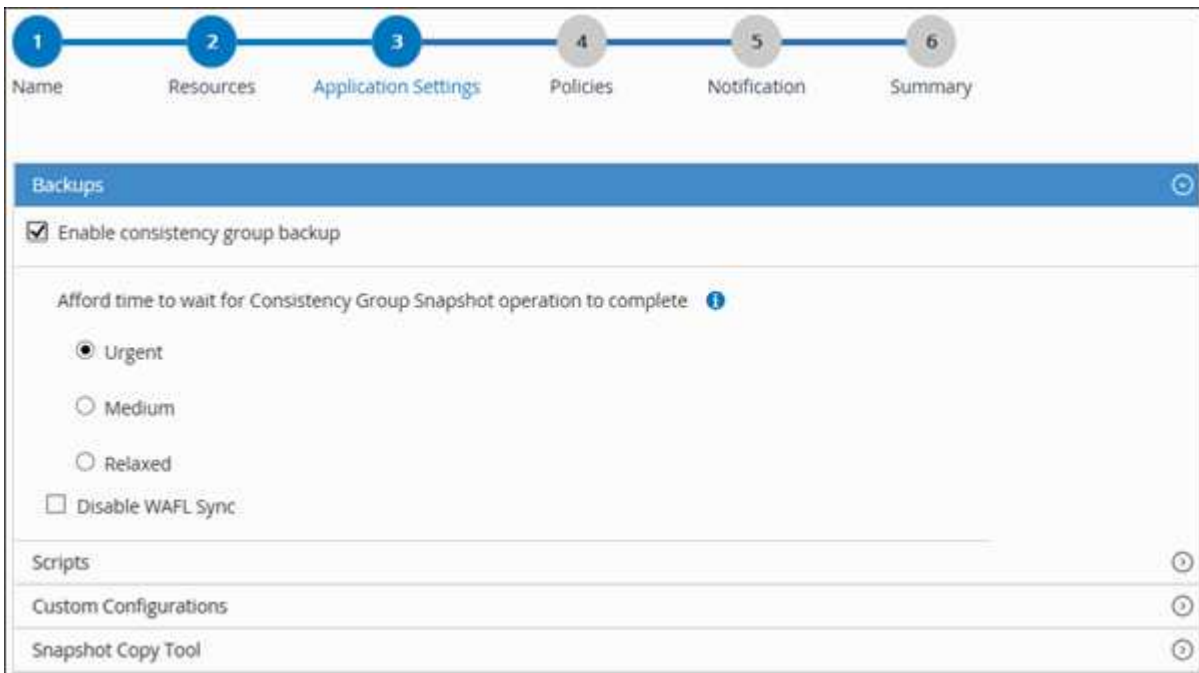 1 2 3 4 5 6
Name Resources Application Settings Policies Notification Summary
Backups
Enable consistency group backup
Afford time to wait for Consistency Group Snapshot operation to complete i
Urgent
Medium
Relaxed
Disable WAFL Sync
Scripts
Custom Configurations
Snapshot Copy Tool